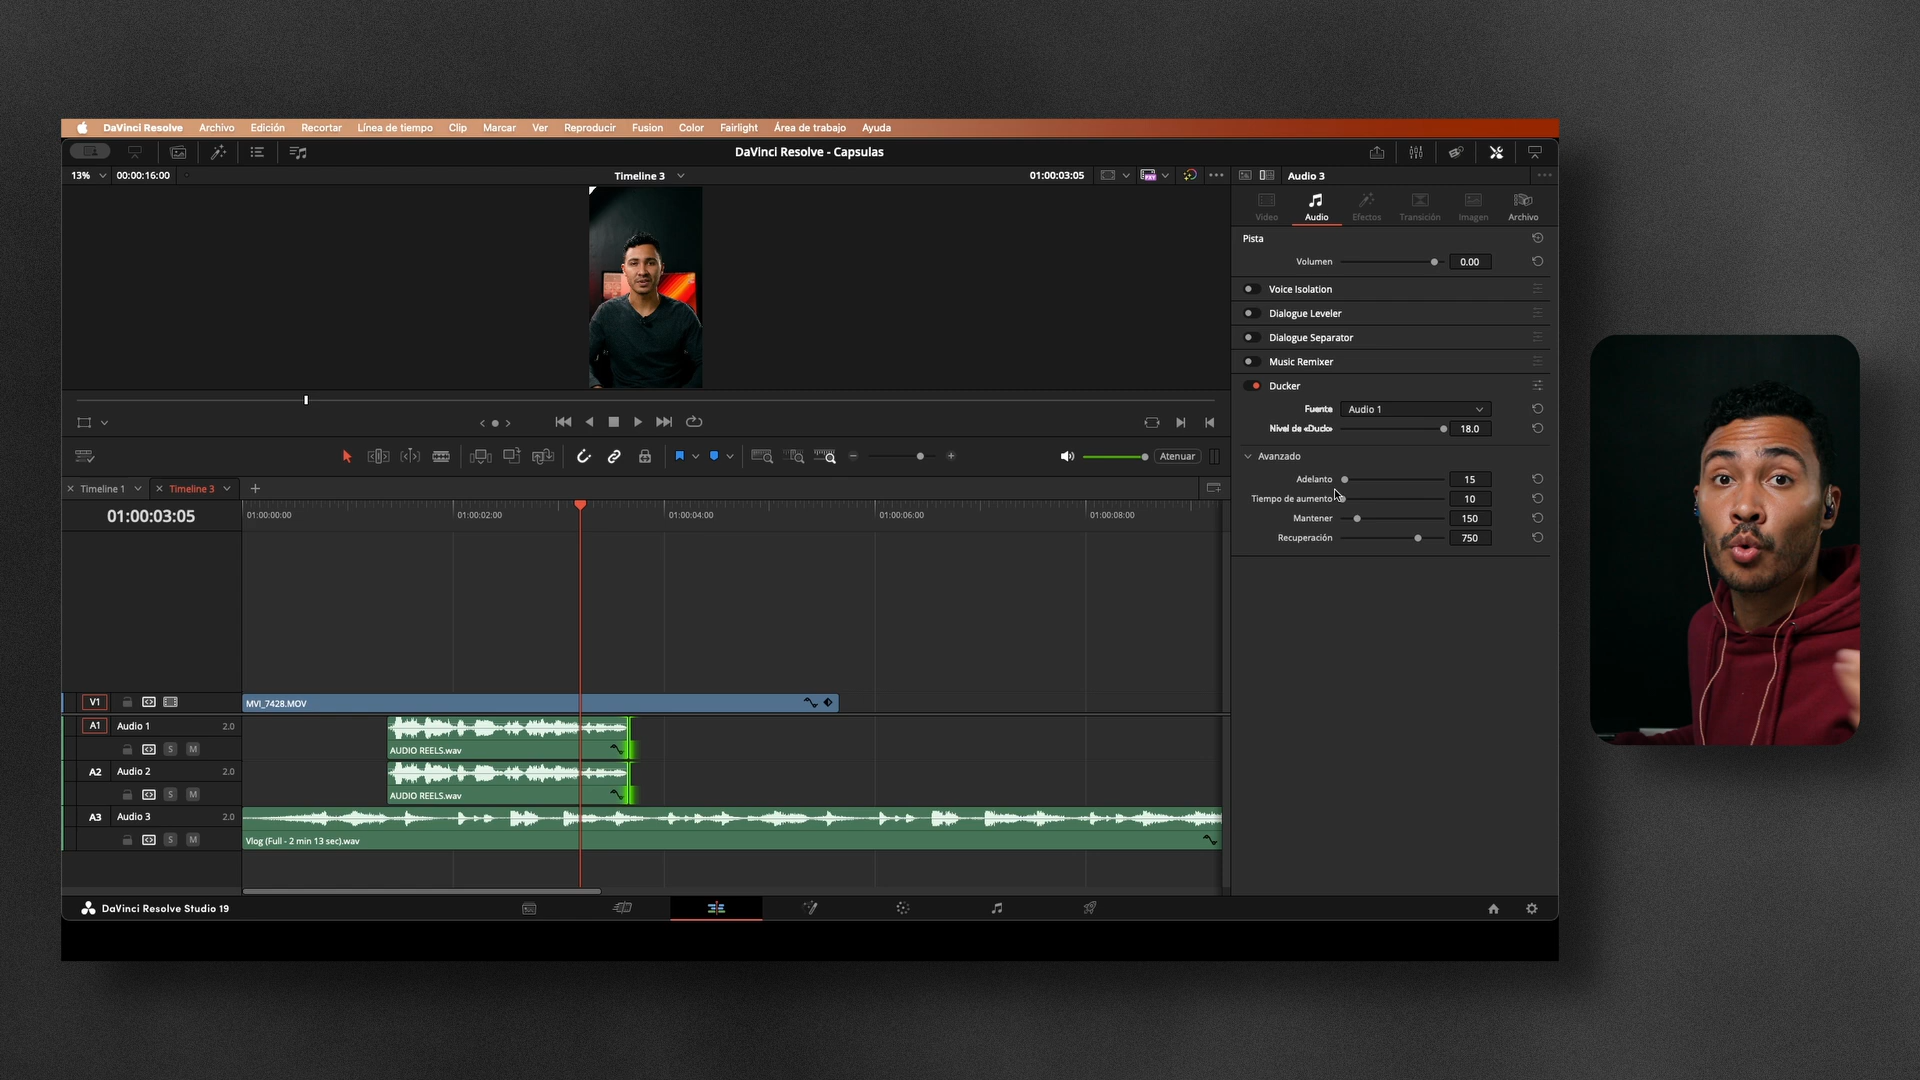 DaVinci Resolve Archivo Edición Recortar Línea de tiempo Clip Marcar Ver Reproducir Fusion Color Fairlight Área de trabajo Ayuda
DaVinci Resolve - Capsulas
13% 00:00:16:00 Timeline 3 01:00:03:05 Audio 3
Video Audio Efectos Transición Imagen Archivo
Pista
Volumen 0.00
Voice Isolation
Dialogue Leveler
Dialogue Separator
Music Remixer
Ducker
Fuente Audio 1
Nivel de «Duck» 18.0
Avanzado
Adelanto 15
Tiempo de aumento 10
Mantener 150
Recuperación 750
Atenuar
Timeline 1 Timeline 3
01:00:03:05 01:00:00:00 01:00:02:00 01:00:04:00 01:00:06:00 01:00:08:00
V1 MVI_7428.MOV
A1 Audio 1 2.0
S M AUDIO REELS.wav
A2 Audio 2 2.0
S M AUDIO REELS.wav
A3 Audio 3 2.0
S M Vlog (Full - 2 min 13 sec).wav
DaVinci Resolve Studio 19